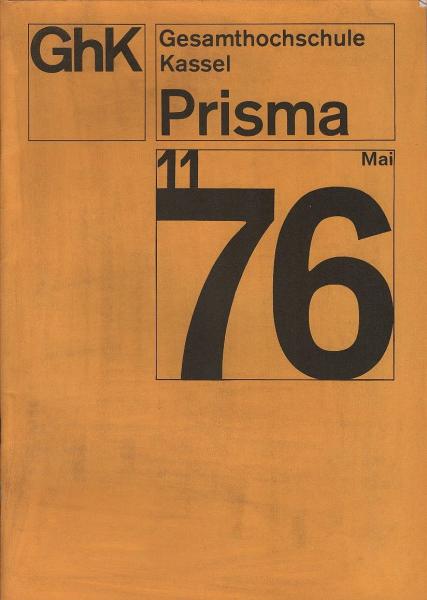 GhK
Gesamthochschule
Kassel
Prisma
11
Mai
76